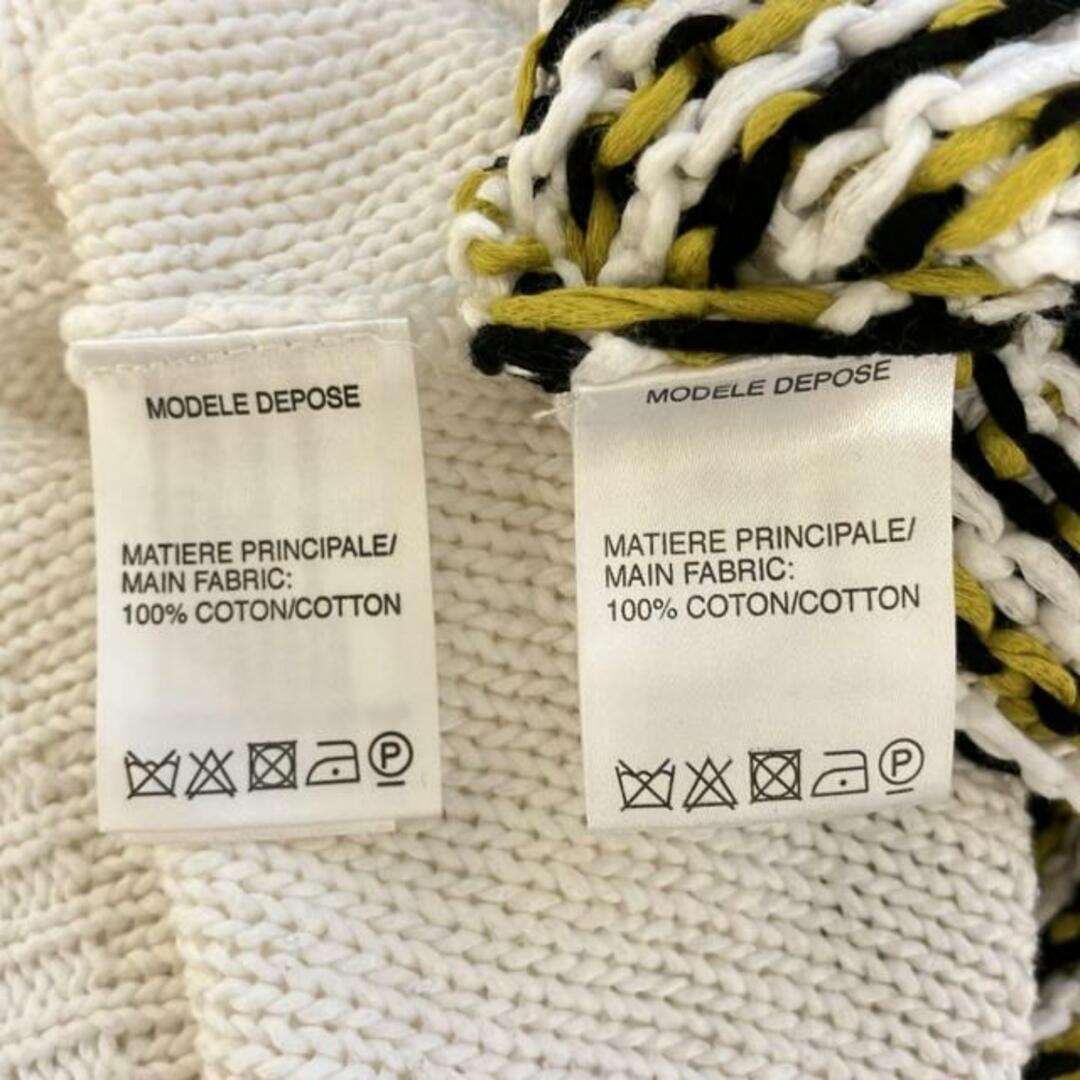 MODELE DEPOSE
MATIERE PRINCIPALE/
MAIN FABRIC:
100% COTON/COTTON
P
MODELE DEPOSE
MATIERE PRINCIPALE/
MAIN FABRIC:
100% COTON/COTTON
P